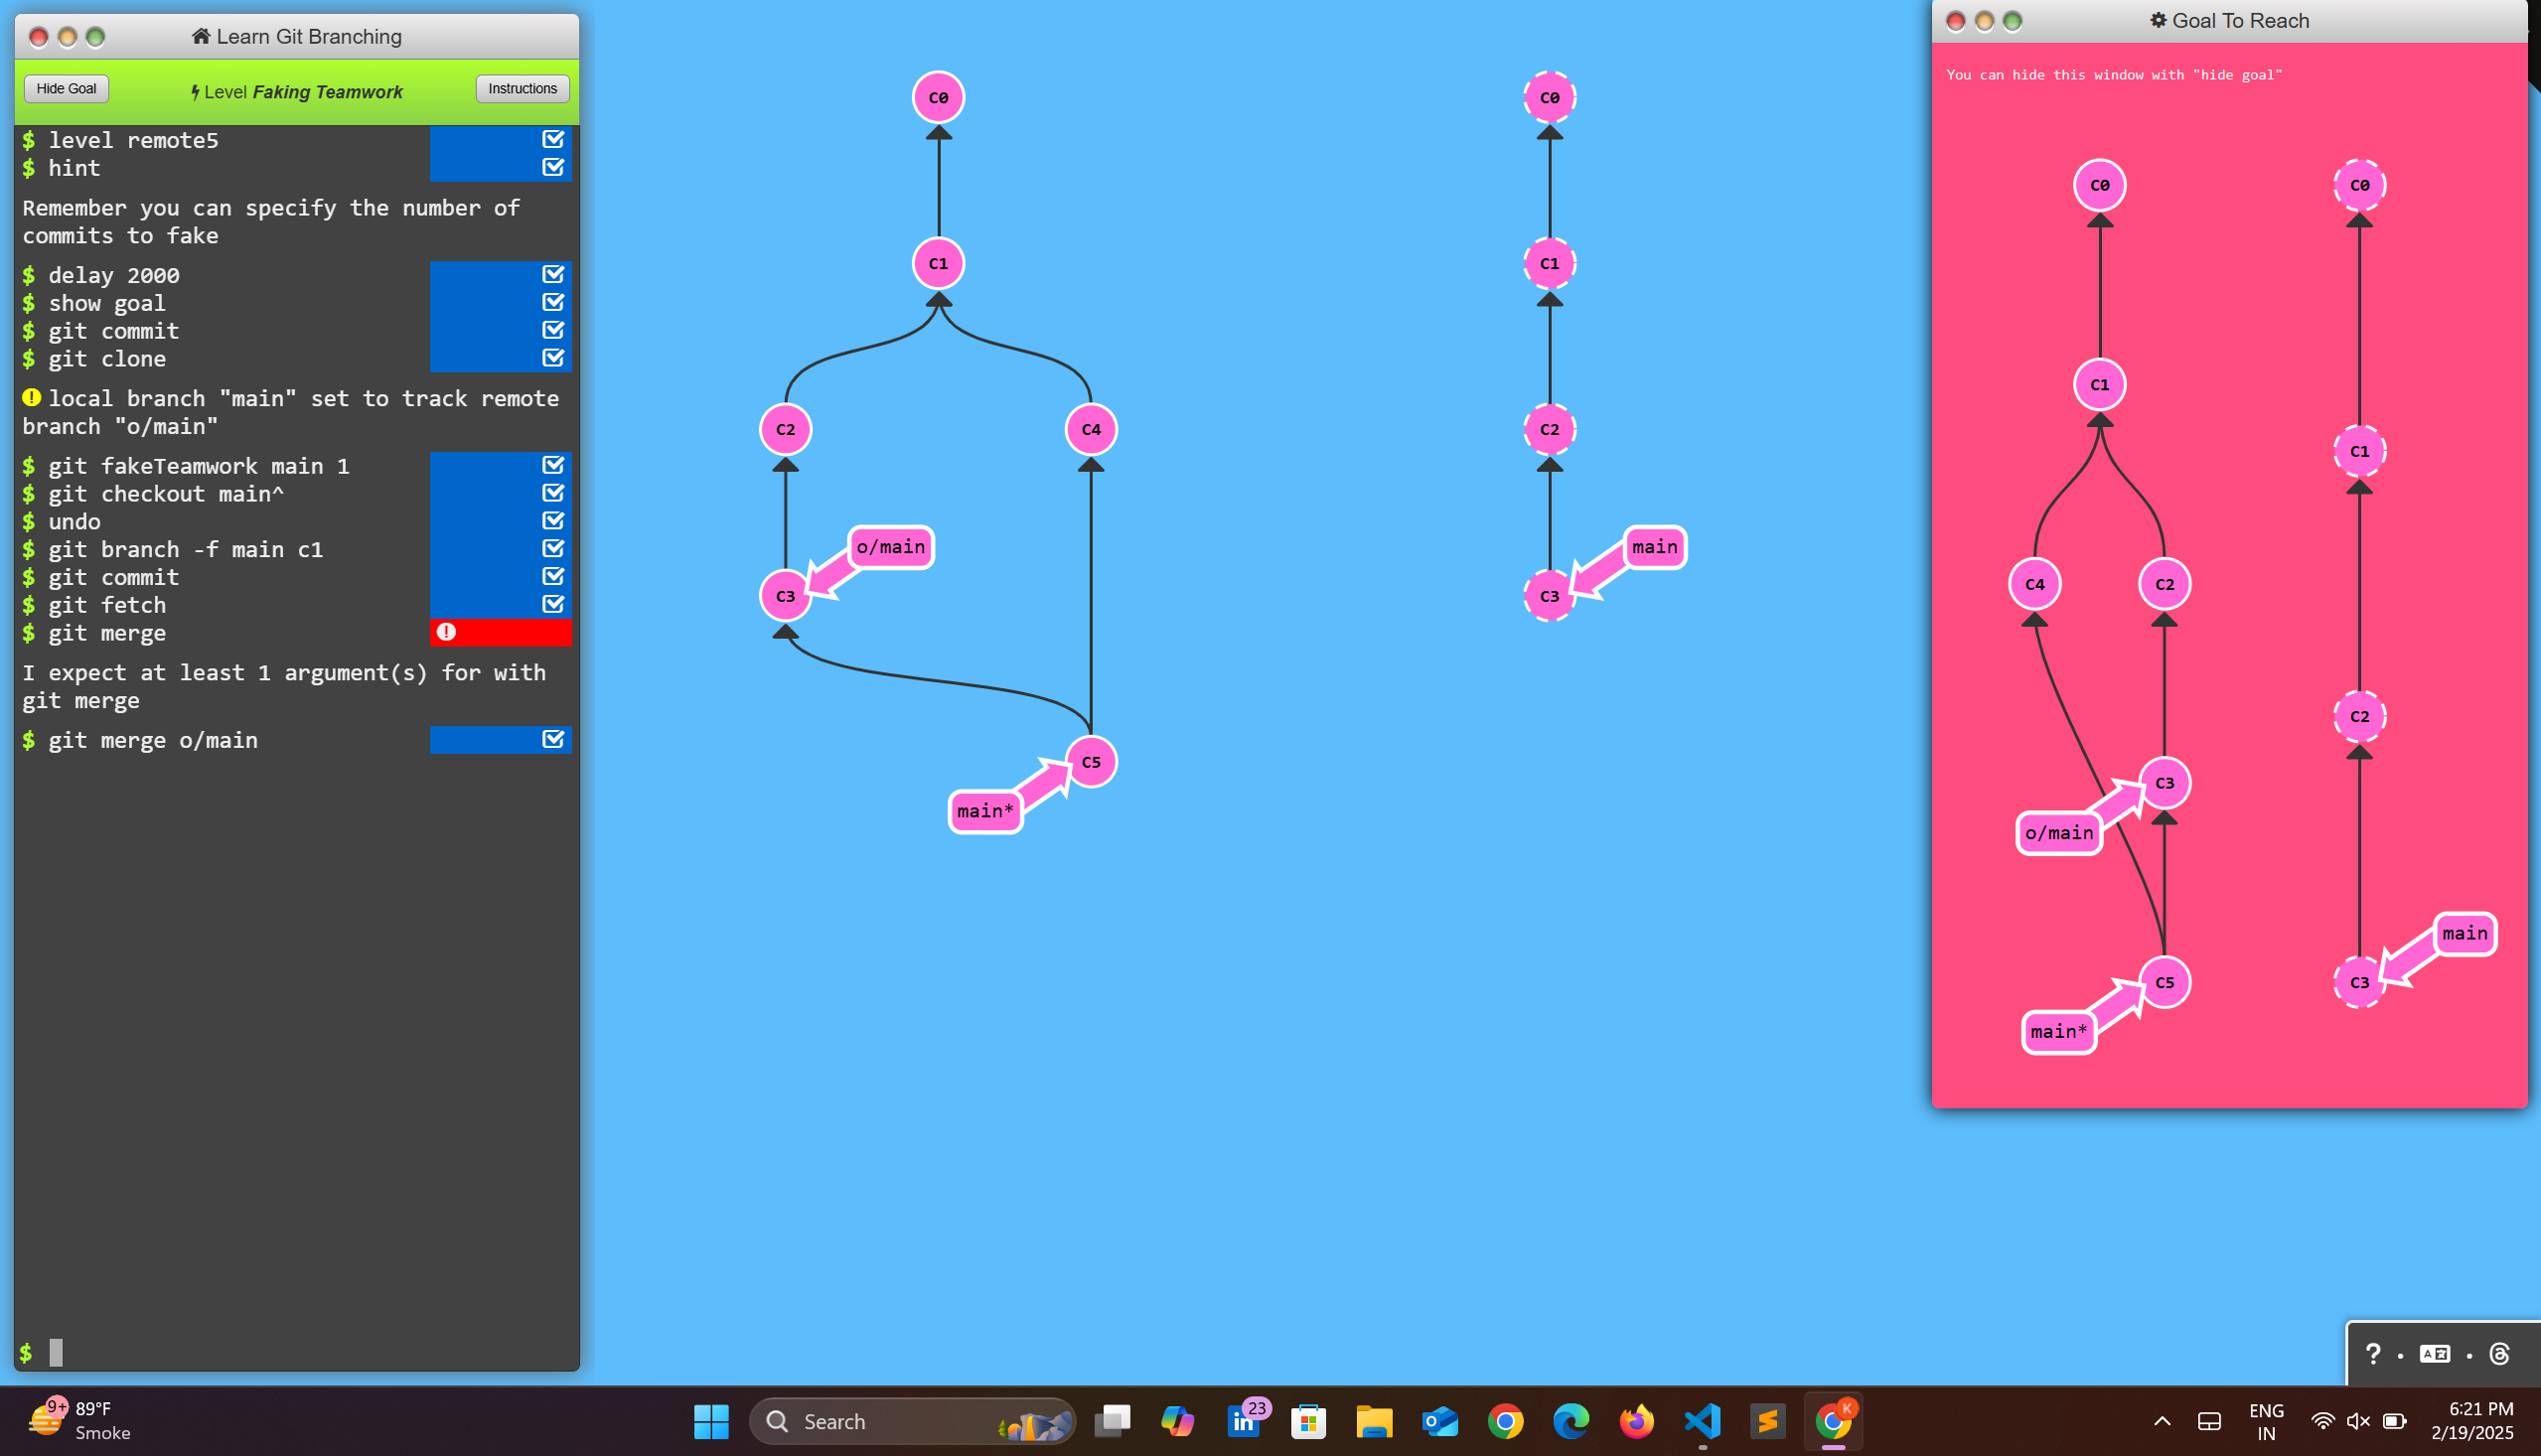 Learn Git Branching
Hide Goal
Level Faking Teamwork
Instructions
$ level remote5
$ hint
Remember you can specify the number of
commits to fake
$ delay 2000
$ show goal
$ git commit
$ git clone
! local branch "main" set to track remote
branch "o/main"
$ git fakeTeamwork main 1
$ git checkout main^
$ undo
$ git branch -f main c1
$ git commit
$ git fetch
$ git merge
!
I expect at least 1 argument(s) for with
git merge
$ git merge o/main
$
C0
C1
C2
C4
o/main
C3
C5
main*
C0
C1
C2
main
C3
Goal To Reach
You can hide this window with "hide goal"
C0
C1
C4
C2
C3
o/main
C5
main*
C0
C1
C2
main
C3
?
A
9+
89°F
Smoke
Search
23
K
ENG
IN
6:21 PM
2/19/2025